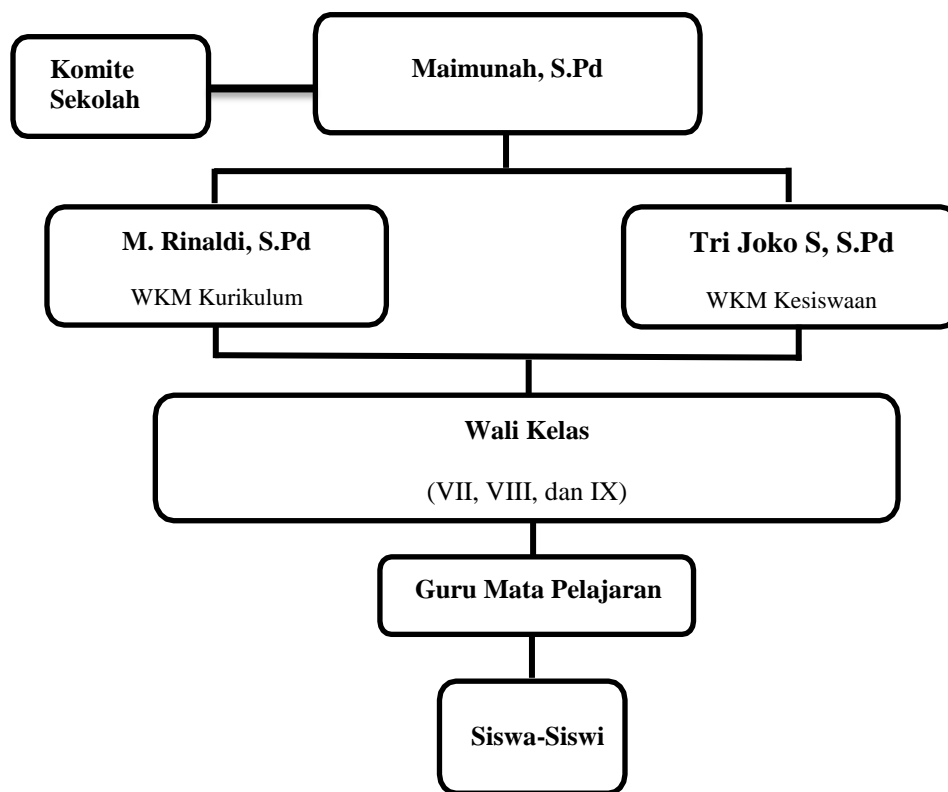 Komite
Sekolah
Maimunah, S.Pd
M. Rinaldi, S.Pd
WKM Kurikulum
Tri Joko S, S.Pd
WKM Kesiswaan
Wali Kelas
(VII, VIII, dan IX)
Guru Mata Pelajaran
Siswa-Siswi